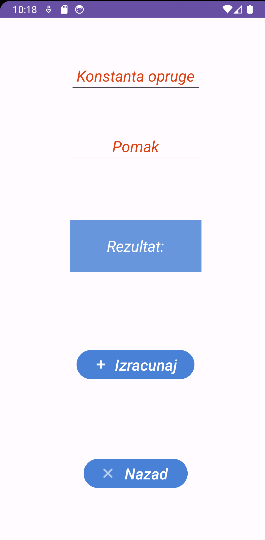 10:18
Konstanta opruge
Pomak
Rezultat:
Izracunaj
Nazad